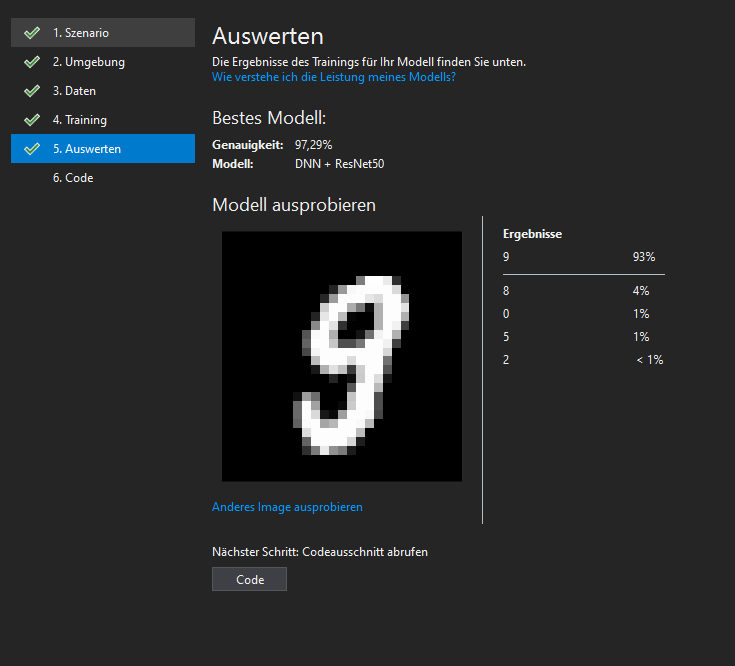 1. Szenario
2. Umgebung
3. Daten
4. Training
5. Auswerten
6. Code
Auswerten
Die Ergebnisse des Trainings für Ihr Modell finden Sie unten.
Wie verstehe ich die Leistung meines Modells?
Bestes Modell:
Genauigkeit: 97,29%
Modell: DNN + ResNet50
Modell ausprobieren
9
Anderes Image ausprobieren
Ergebnisse
9 93%
8 4%
0 1%
5 1%
2 < 1%
Nächster Schritt: Codeausschnitt abrufen
Code